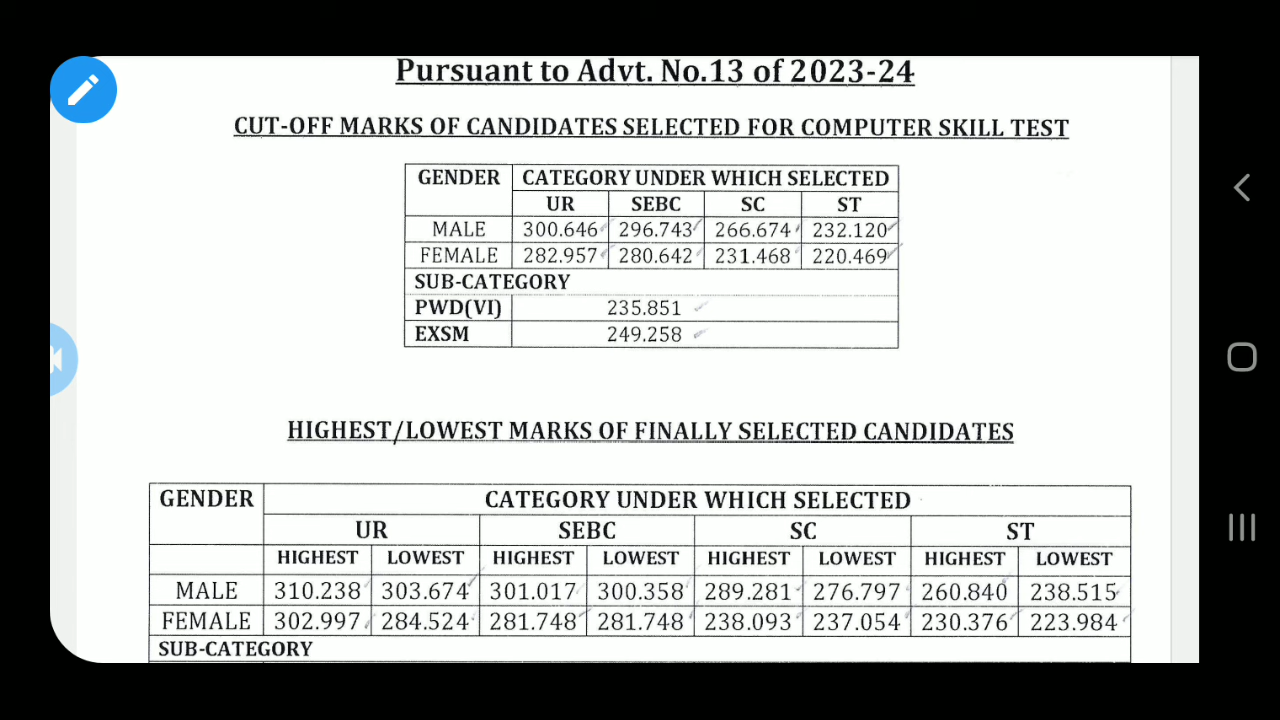 Pursuant to Advt. No.13 of 2023-24
CUT-OFF MARKS OF CANDIDATES SELECTED FOR COMPUTER SKILL TEST
GENDER CATEGORY UNDER WHICH SELECTED
UR SEBC SC ST
MALE 300.646 296.743 266.674 232.120
FEMALE 282.957 280.642 231.468 220.469
SUB-CATEGORY
PWD(VI) 235.851
EXSM 249.258
HIGHEST/LOWEST MARKS OF FINALLY SELECTED CANDIDATES
GENDER CATEGORY UNDER WHICH SELECTED
UR SEBC SC ST
HIGHEST LOWEST HIGHEST LOWEST HIGHEST LOWEST HIGHEST LOWEST
MALE 310.238 303.674 301.017 300.358 289.281 276.797 260.840 238.515
FEMALE 302.997 284.524 281.748 281.748 238.093 237.054 230.376 223.984
SUB-CATEGORY